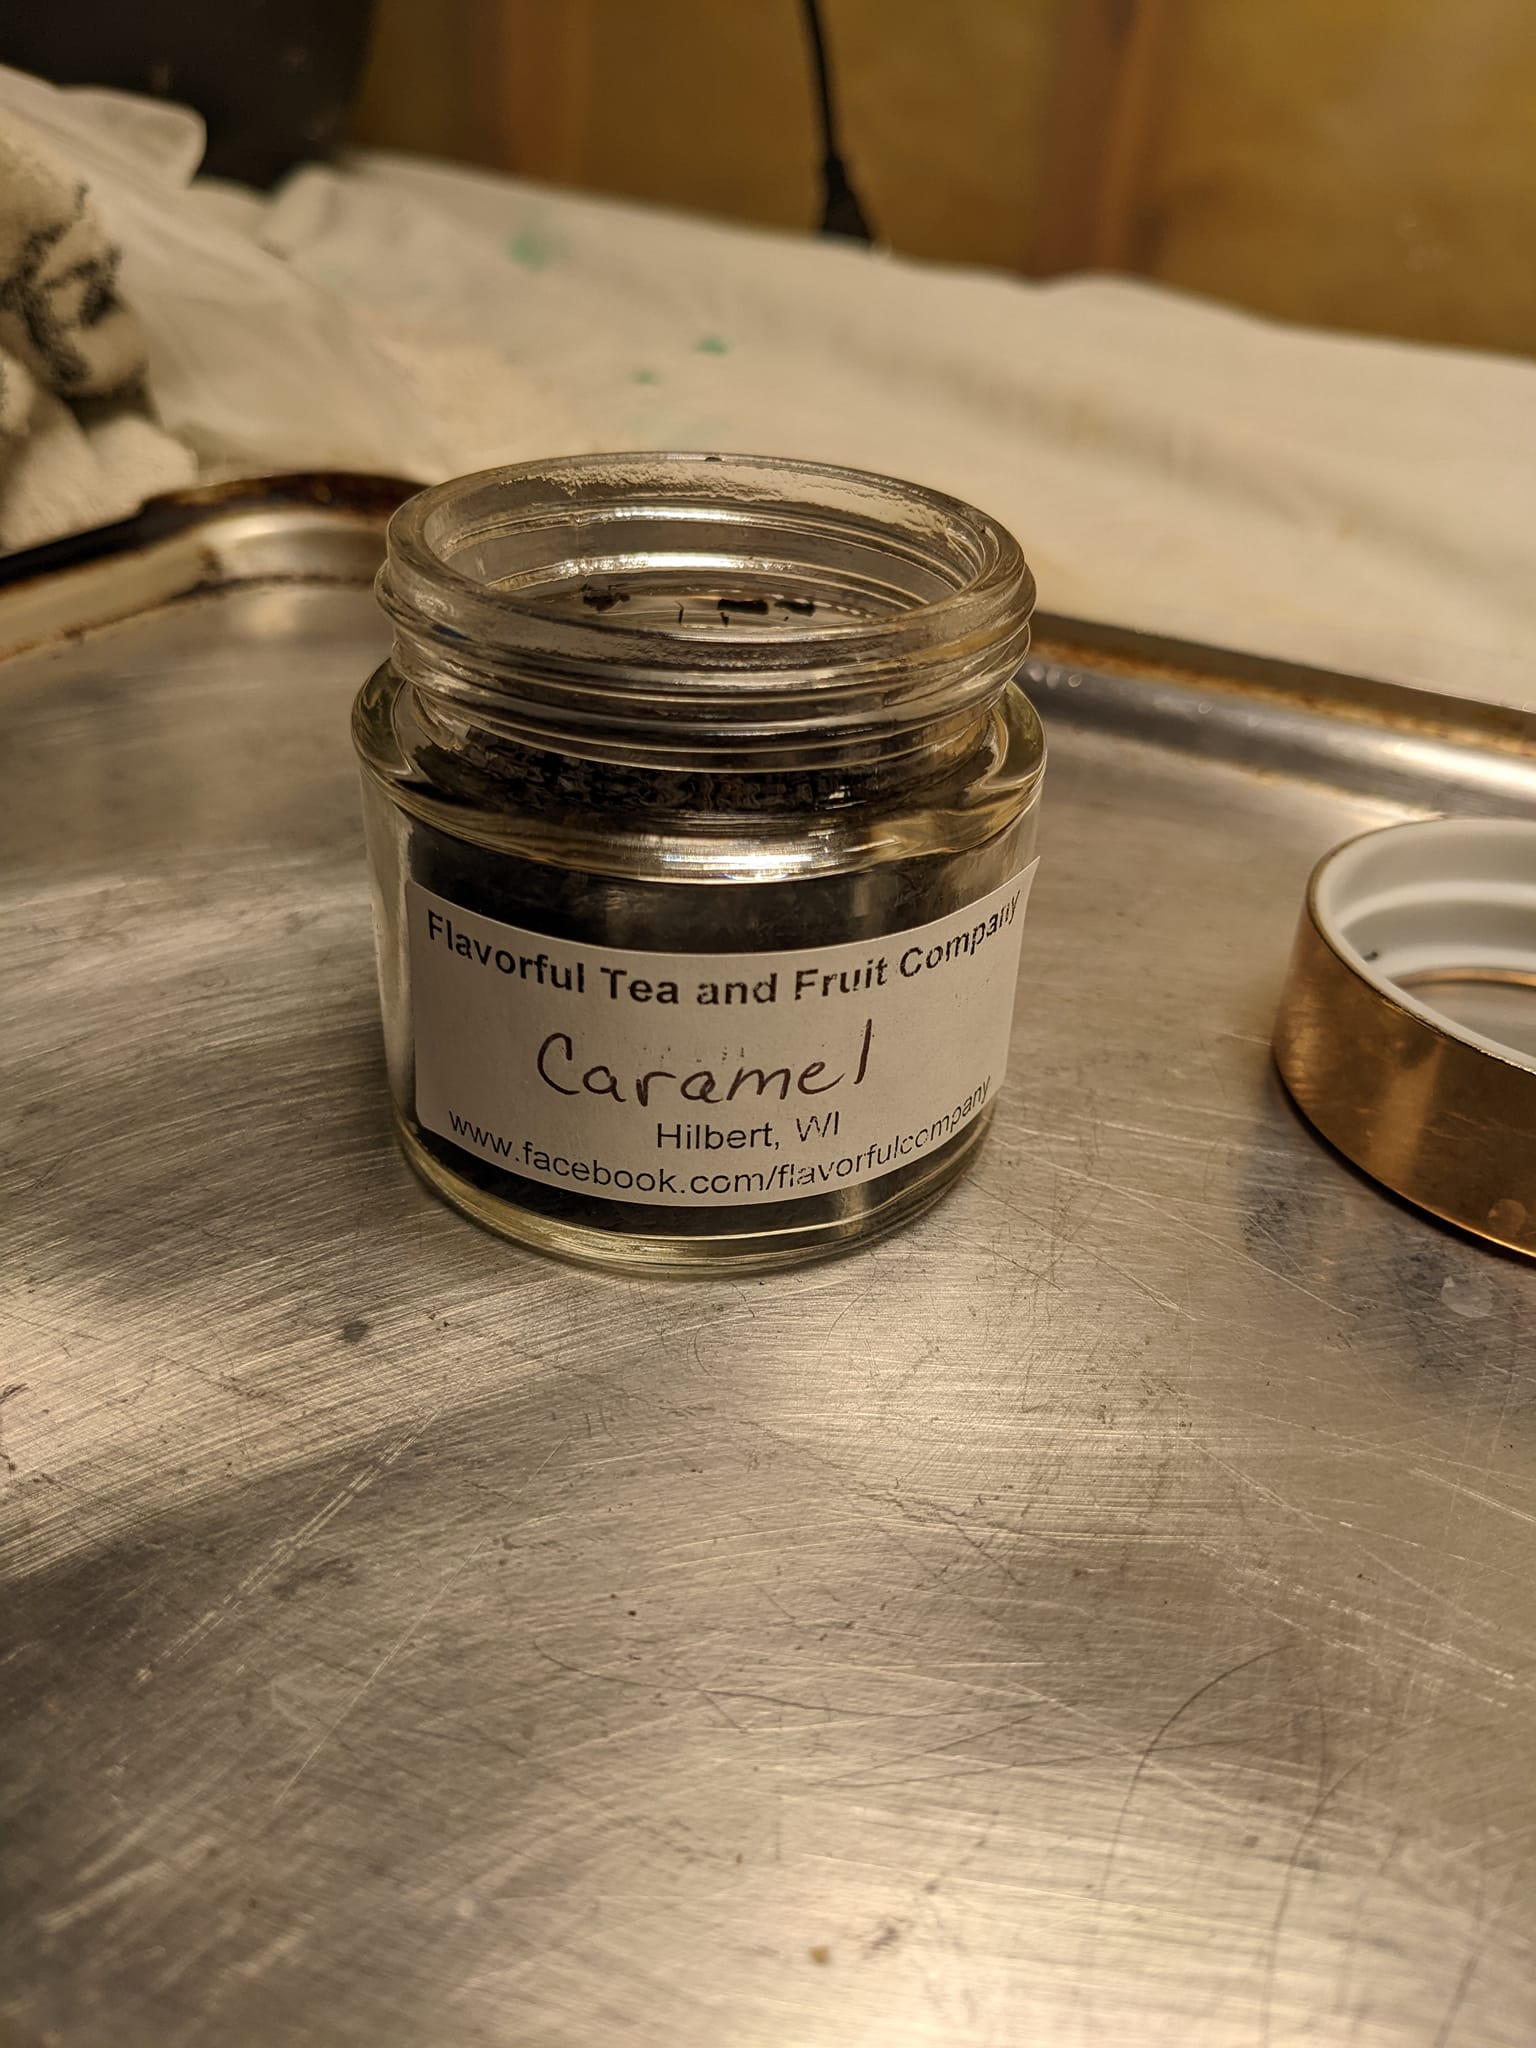 Flavorful Tea and Fruit Company
Caramel
Hilbert, WI
www.facebook.com/flavorfulcompany